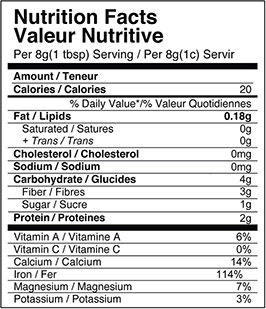 Nutrition Facts
Valeur Nutritive
Per 8g(1 tbsp) Serving / Per 8g(1c) Servir
Amount / Teneur
Calories / Calories 20
% Daily Value*/% Valeur Quotidiennes
Fat / Lipids 0.18g
Saturated / Satures 0g
+ Trans / Trans 0g
Cholesterol / Cholesterol 0mg
Sodium / Sodium 0mg
Carbohydrate / Glucides 4g
Fiber / Fibres 3g
Sugar / Sucre 1g
Protein / Proteines 2g
Vitamin A / Vitamine A 6%
Vitamin C / Vitamine C 0%
Calcium / Calcium 14%
Iron / Fer 114%
Magnesium / Magnesium 7%
Potassium / Potassium 3%